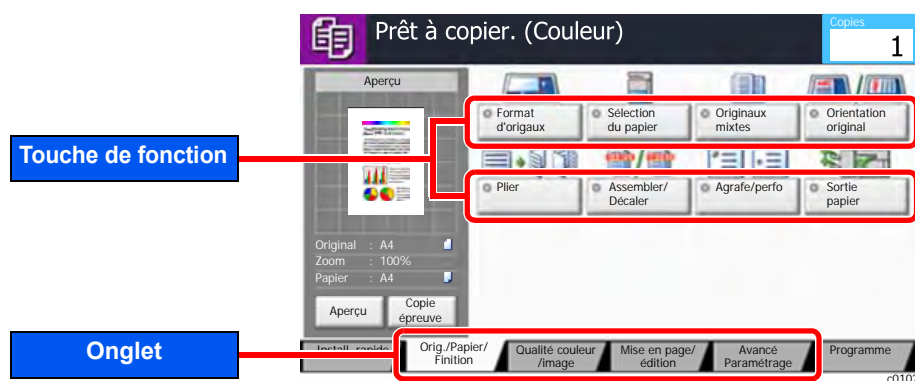 Prêt à copier. (Couleur)
Copies
1
Aperçu
Format
d'origaux
Sélection
du papier
Originaux
mixtes
Orientation
original
Touche de fonction
Plier
Assembler/
Décaler
Agrafe/perfo
Sortie
papier
Original : A4
Zoom : 100%
Papier : A4
Aperçu
Copie
épreuve
Onglet
Install. rapide
Orig./Papier/
Finition
Qualité couleur
/image
Mise en page/
édition
Avancé
Paramétrage
Programme